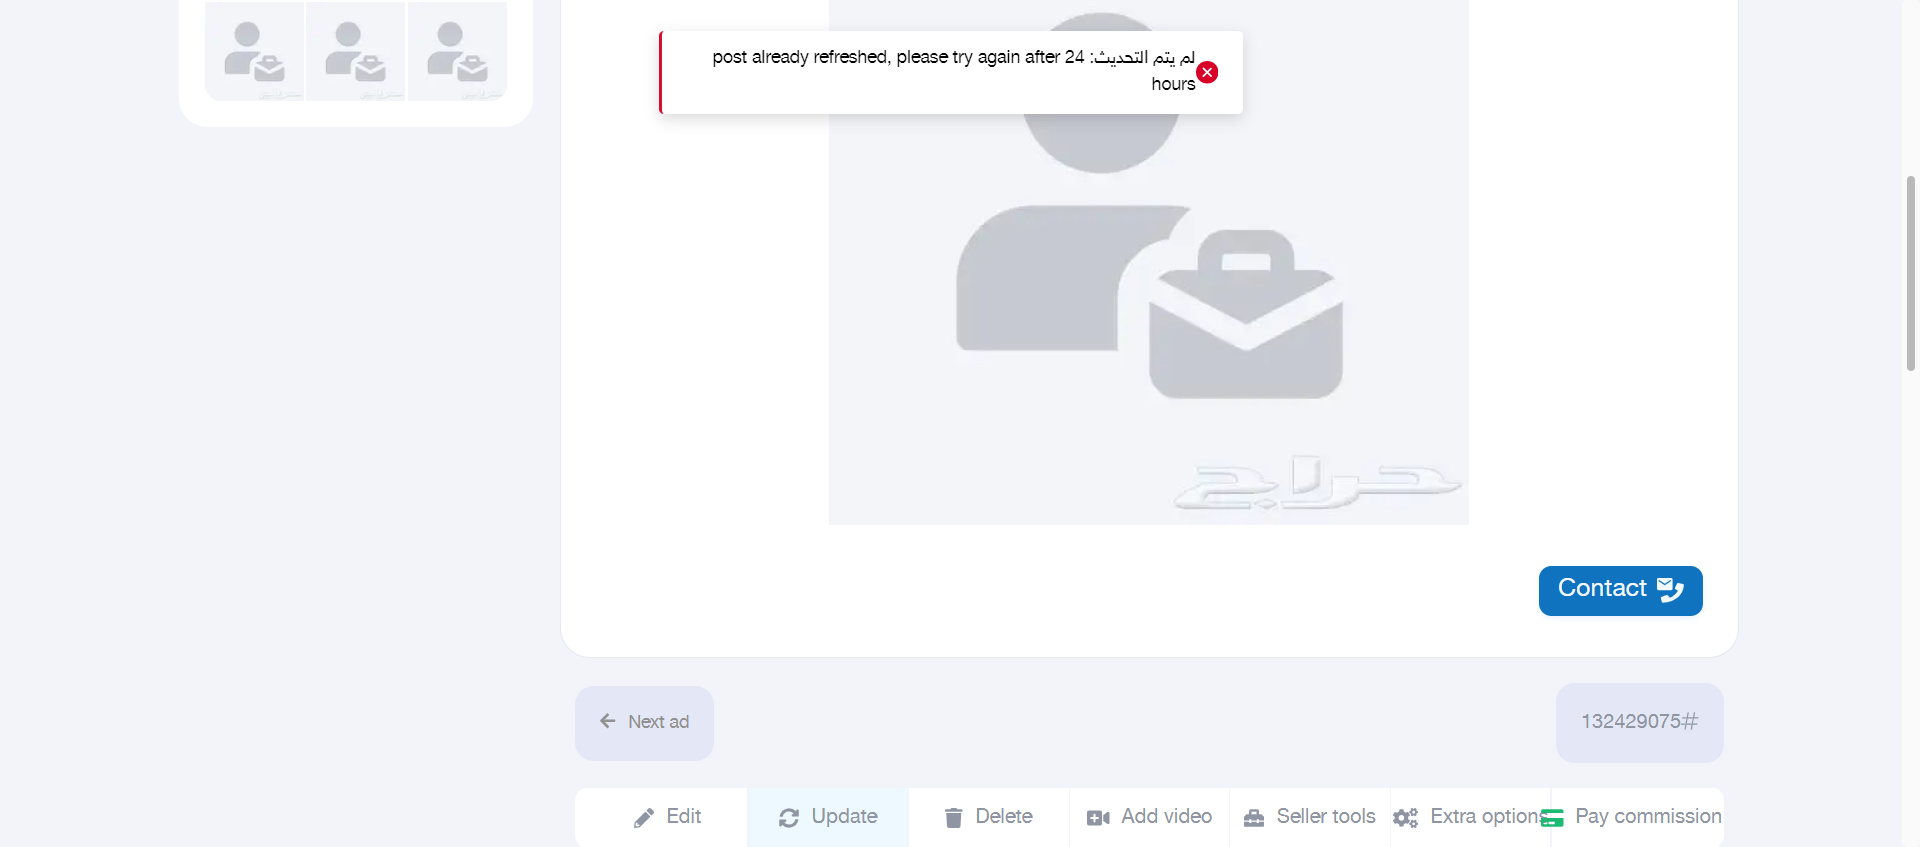 لم يتم التحديث: post already refreshed, please try again after 24
hours
حراج
Contact
Next ad
132429075#
Edit
Update
Delete
Add video
Seller tools
Extra options
Pay commission